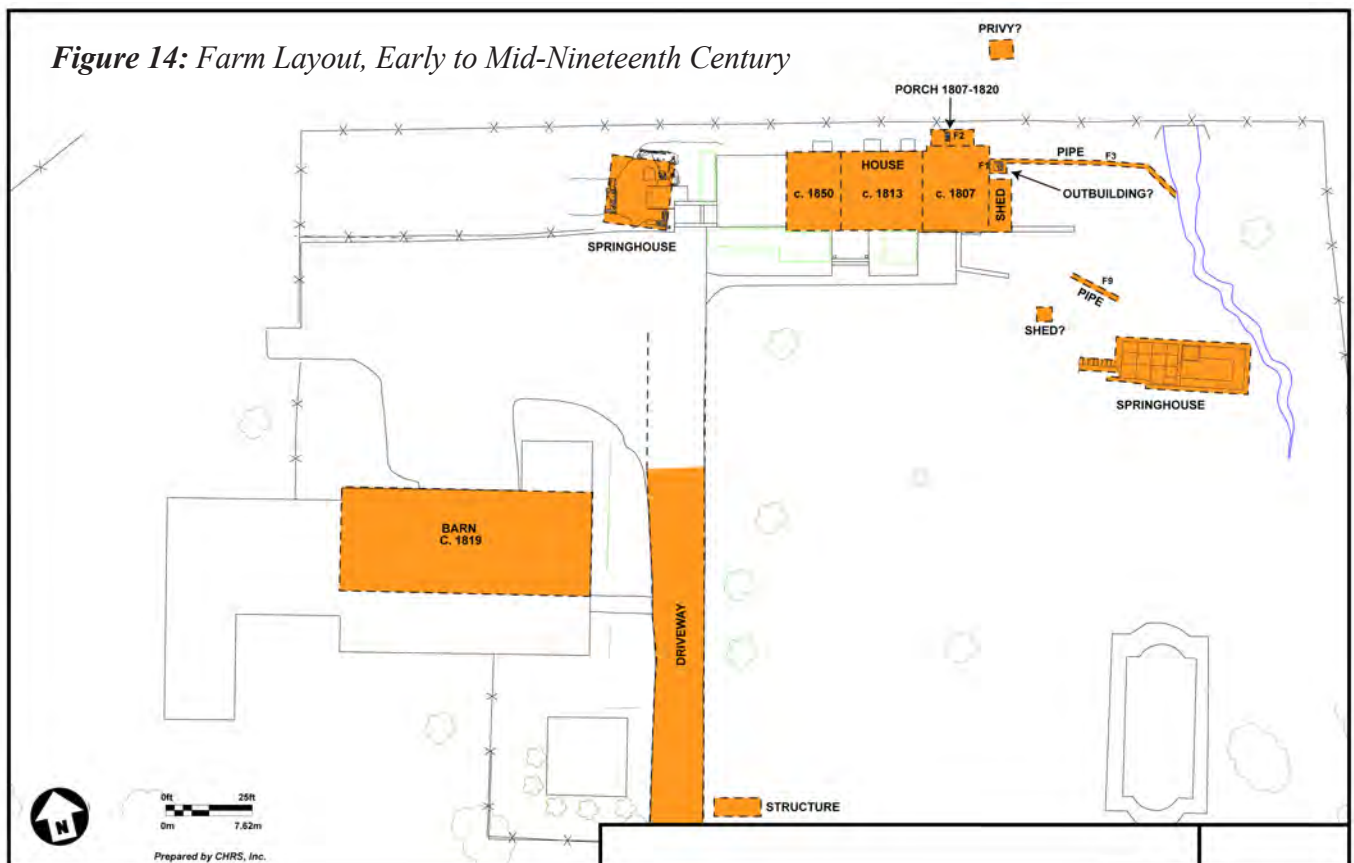 Figure 14: Farm Layout, Early to Mid-Nineteenth Century
PRIVY?
PORCH 1807-1820
F2
HOUSE
c. 1850
c. 1813
c. 1807
F1
PIPE
F3
OUTBUILDING?
SHED
SPRINGHOUSE
F9
PIPE
SHED?
SPRINGHOUSE
BARN
C. 1819
DRIVEWAY
STRUCTURE
N
0ft 25ft
0m 7.62m
Prepared by CHRS, Inc.